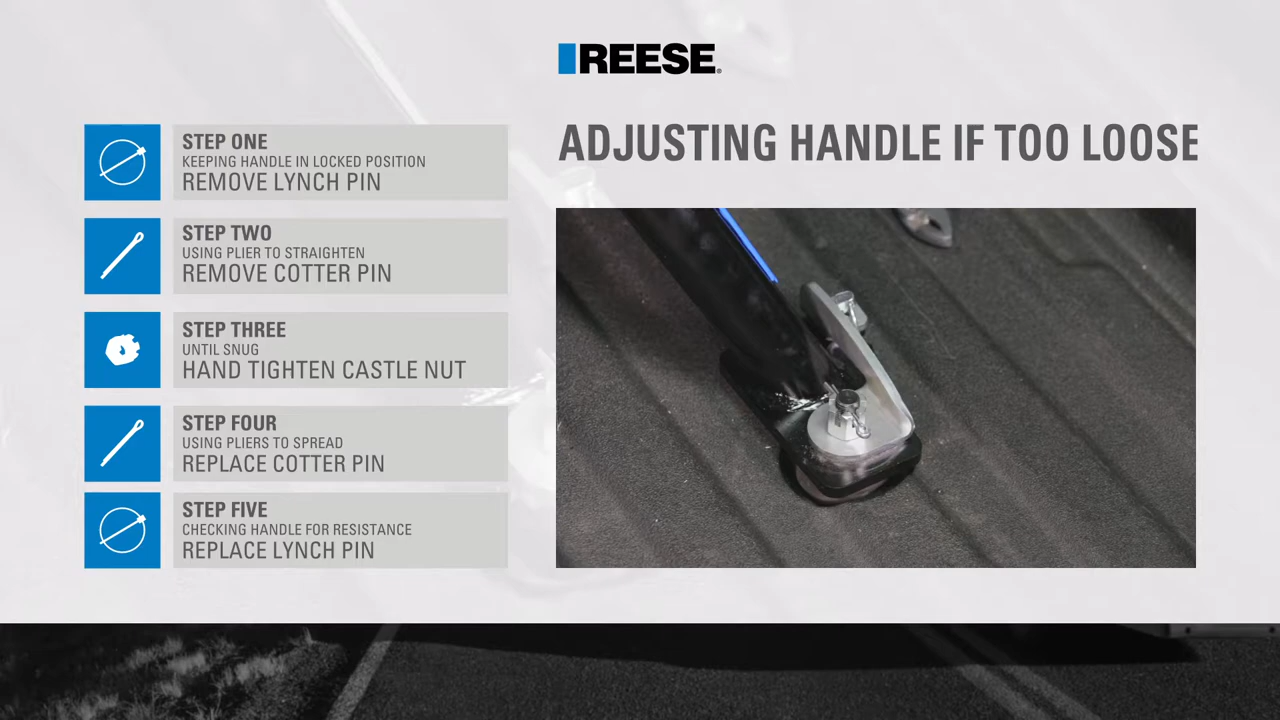 REESE
ADJUSTING HANDLE IF TOO LOOSE
STEP ONE
KEEPING HANDLE IN LOCKED POSITION
REMOVE LYNCH PIN
STEP TWO
USING PLIER TO STRAIGHTEN
REMOVE COTTER PIN
STEP THREE
UNTIL SNUG
HAND TIGHTEN CASTLE NUT
STEP FOUR
USING PLIERS TO SPREAD
REPLACE COTTER PIN
STEP FIVE
CHECKING HANDLE FOR RESISTANCE
REPLACE LYNCH PIN